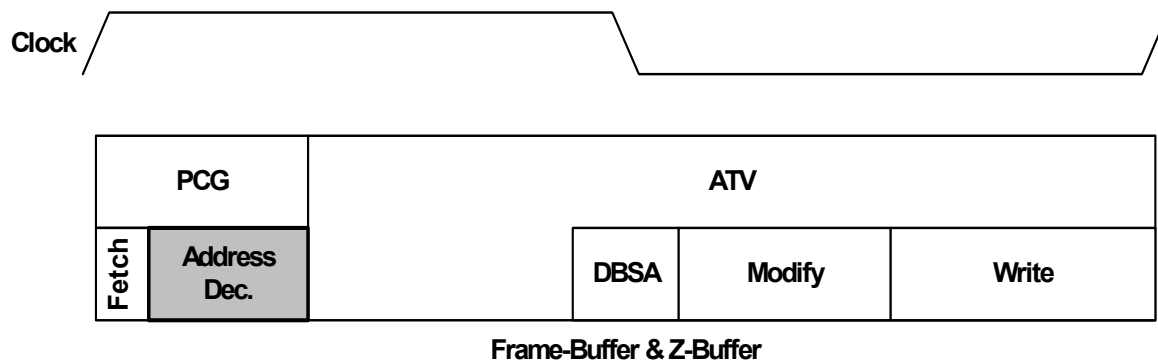 Clock
PCG
ATV
Fetch
Address
Dec.
DBSA
Modify
Write
Frame-Buffer & Z-Buffer